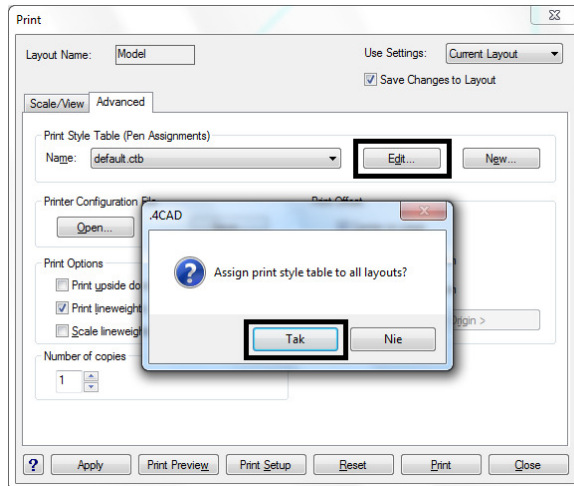 Print
Layout Name: Model
Use Settings: Current Layout
Save Changes to Layout
Scale/View Advanced
Print Style Table (Pen Assignments)
Name: default.ctb Edit... New...
Printer Configuration File Print Offset
Open...
.4CAD
Assign print style table to all layouts?
Tak Nie
Print Options
Print upside do
Print lineweight
Scale lineweigh
Origin >
Number of copies
1
? Apply Print Preview Print Setup Reset Print Close